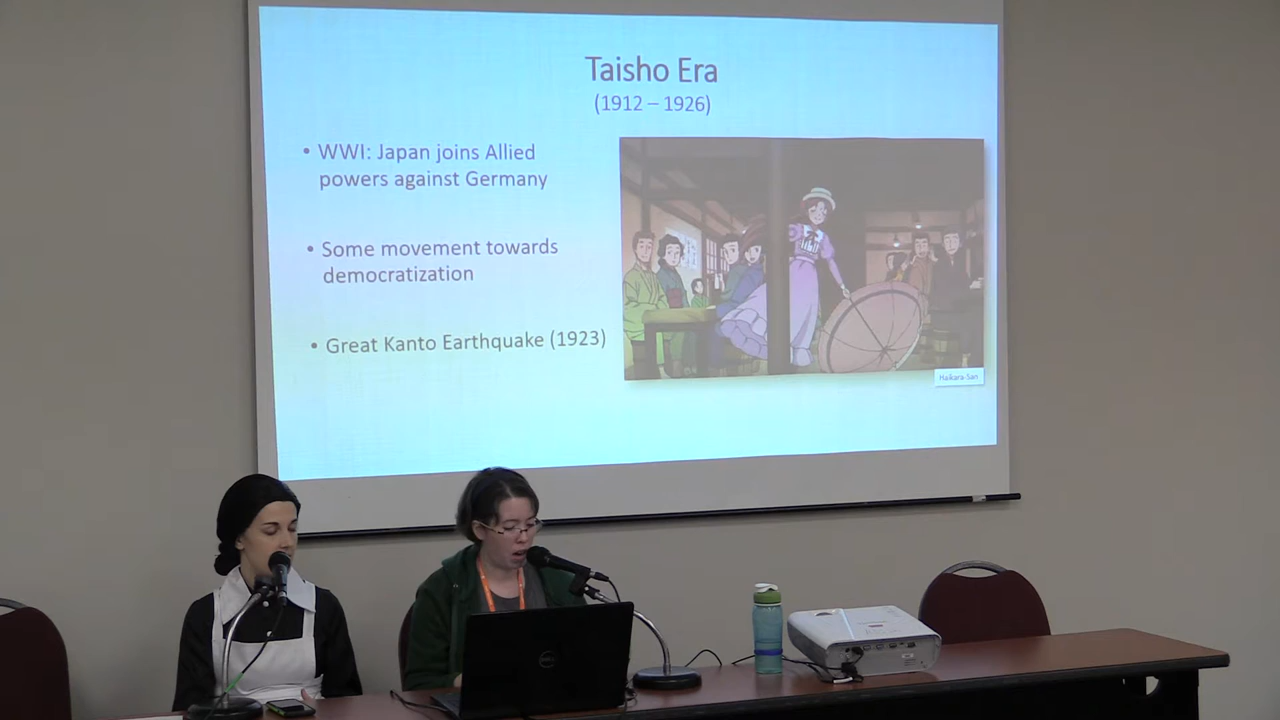 Taisho Era
(1912 – 1926)
• WWI: Japan joins Allied
powers against Germany
• Some movement towards
democratization
• Great Kanto Earthquake (1923)
Haikara-San
DELL